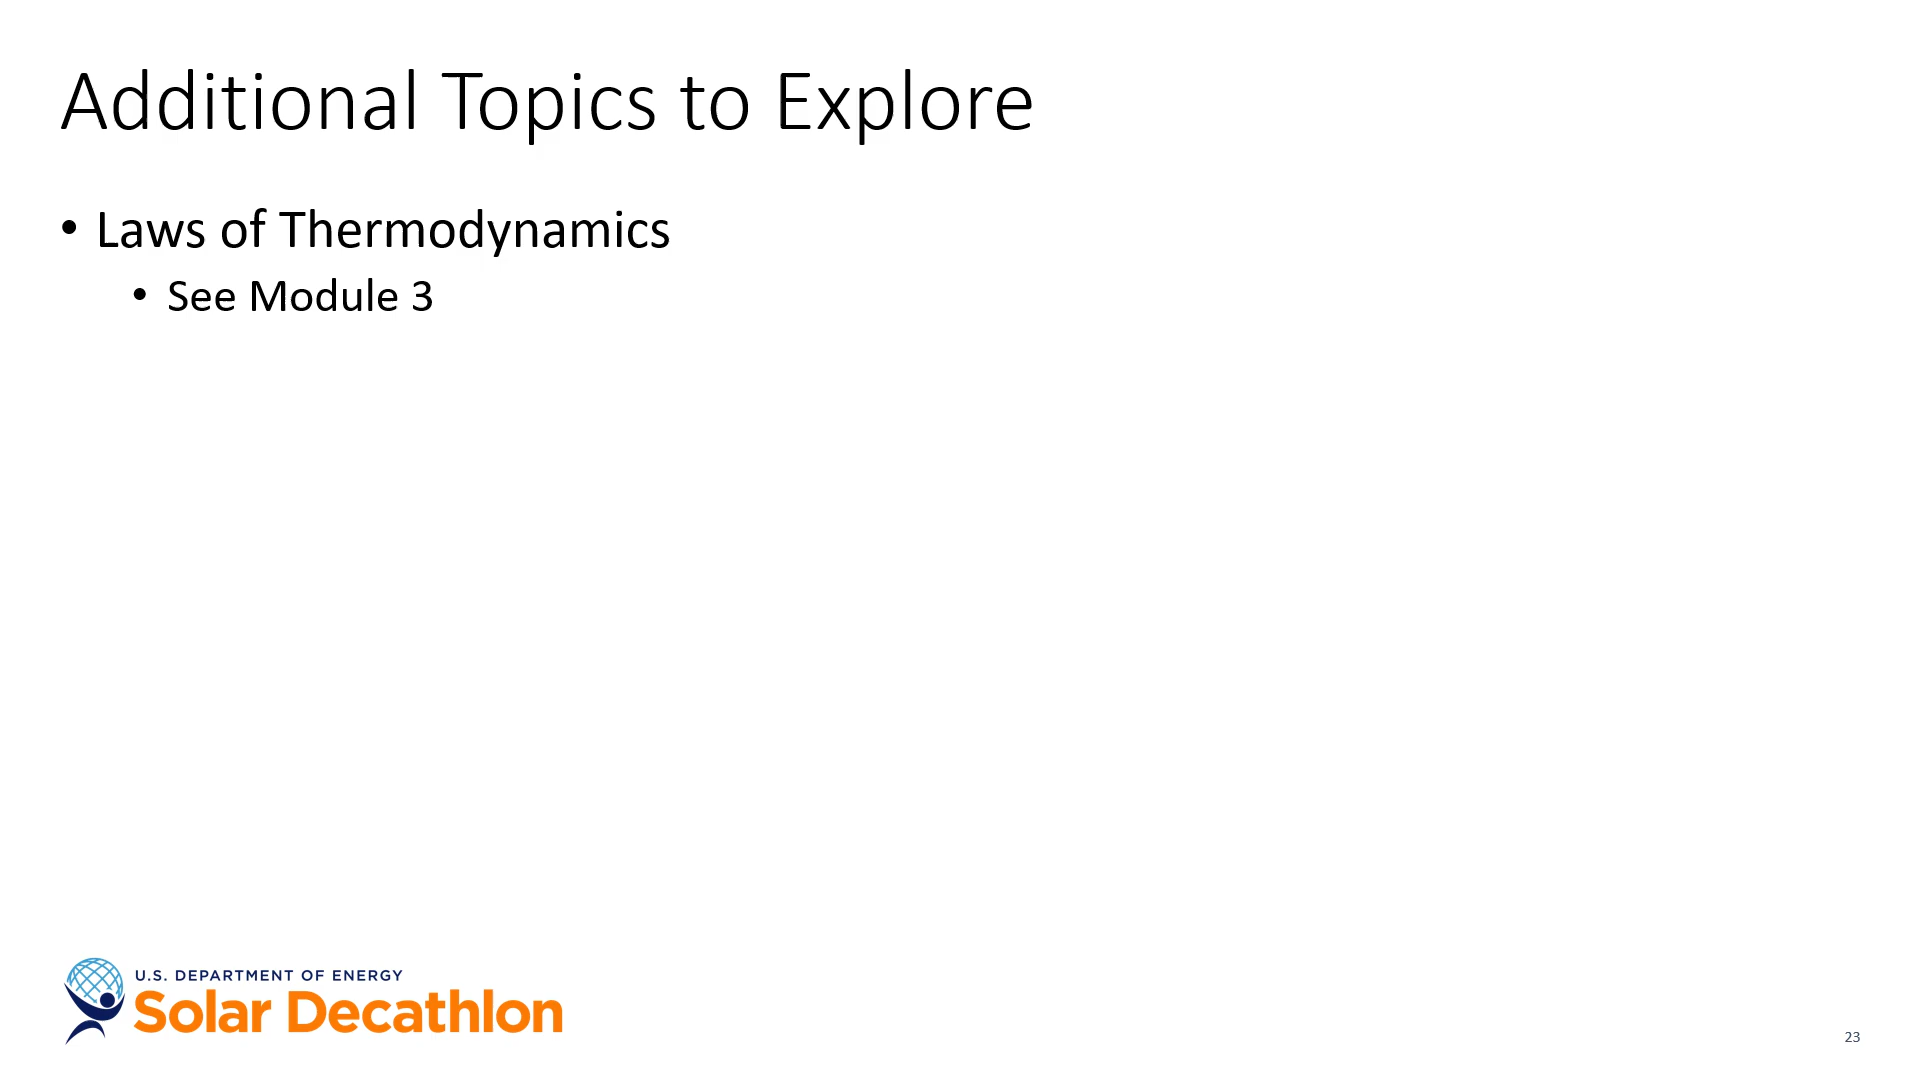 Additional Topics to Explore
• Laws of Thermodynamics
• See Module 3
U.S. DEPARTMENT OF ENERGY
Solar Decathlon
23